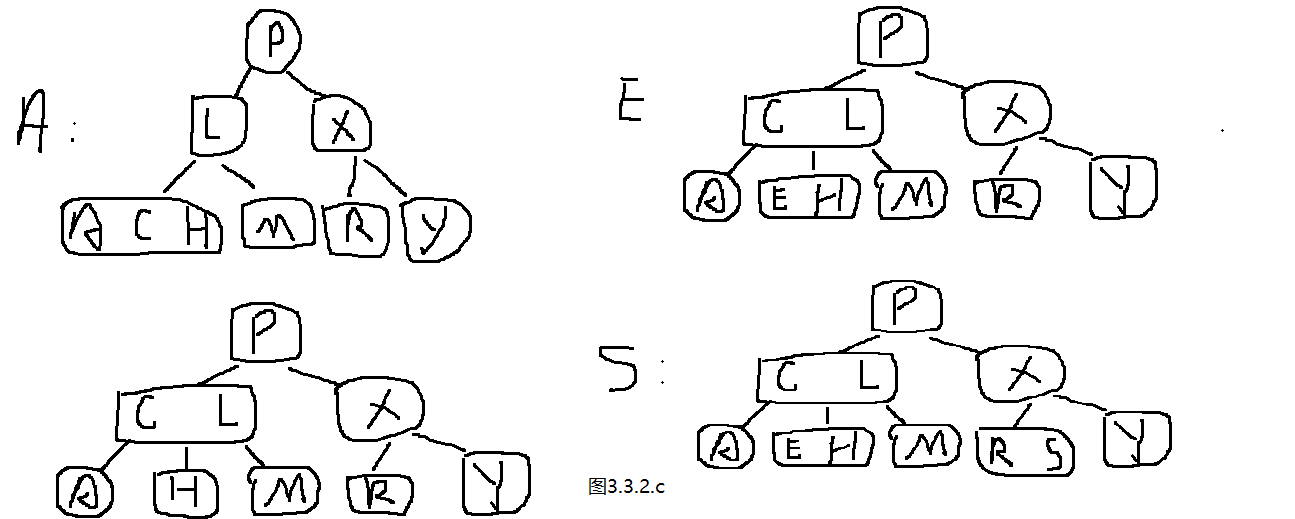 A:
P
L X
A C H M R Y
P
C L X
A H M R Y
E
P
C L X
A E H M R Y
S:
P
C L X
A E H M R S Y
图3.3.2.c